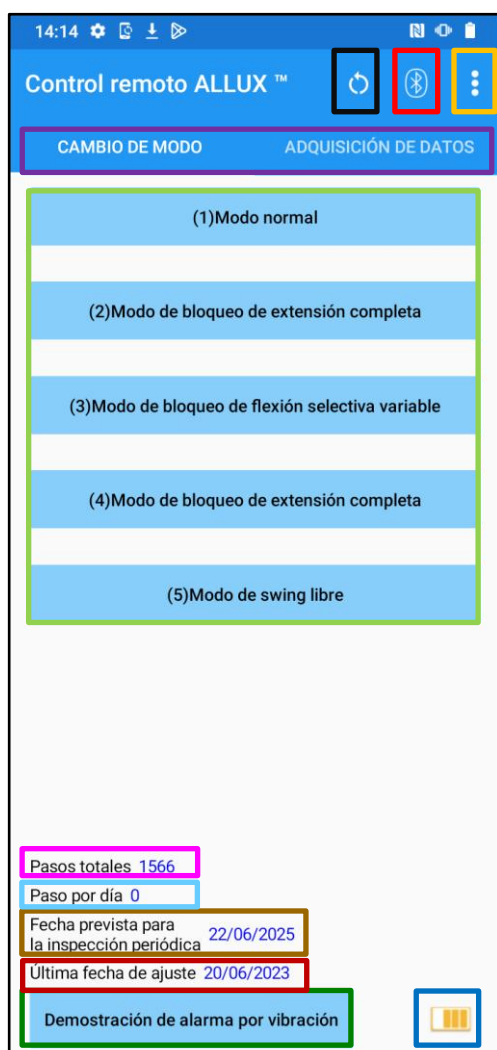 14:14
Control remoto ALLUX ™
CAMBIO DE MODO ADQUISICIÓN DE DATOS
(1)Modo normal
(2)Modo de bloqueo de extensión completa
(3)Modo de bloqueo de flexión selectiva variable
(4)Modo de bloqueo de extensión completa
(5)Modo de swing libre
Pasos totales 1566
Paso por día 0
Fecha prevista para
la inspección periódica 22/06/2025
Última fecha de ajuste 20/06/2023
Demostración de alarma por vibración